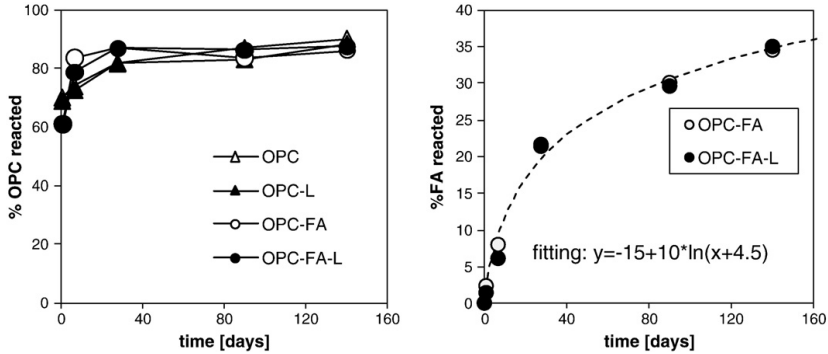 100
80
60
40
20
0
% OPC reacted
OPC
OPC-L
OPC-FA
OPC-FA-L
0
40
80
120
160
time [days]
40
35
30
25
20
15
10
5
0
%FA reacted
OPC-FA
OPC-FA-L
fitting: y=-15+10*ln(x+4.5)
0
40
80
120
160
time [days]